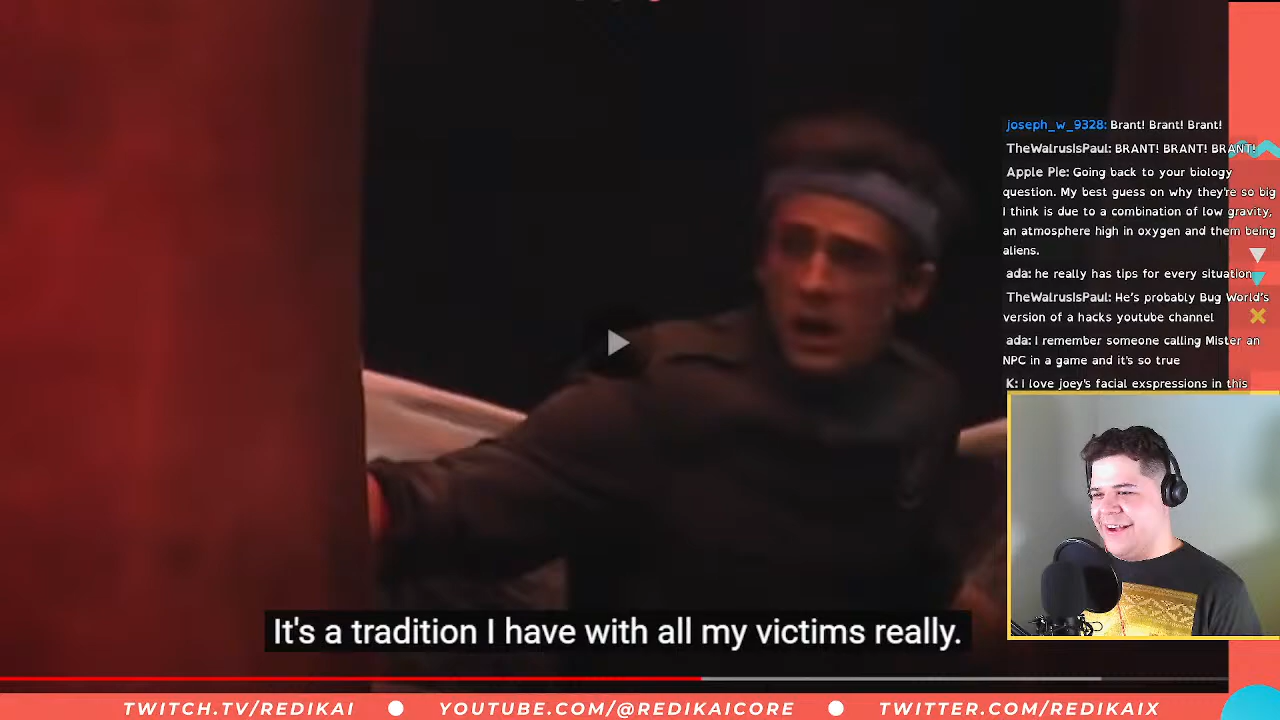 joseph_w_9328: Brant! Brant! Brant!
TheWalrusIsPaul: BRANT! BRANT! BRANT!
Apple Pie: Going back to your biology
question. My best guess on why they're so big
I think is due to a combination of low gravity,
an atmosphere high in oxygen and them being
aliens.
ada: he really has tips for every situation
TheWalrusIsPaul: He's probably Bug World's
version of a hacks youtube channel
ada: I remember someone calling Mister an
NPC in a game and it's so true
K: I love joey's facial exspressions in this
It's a tradition I have with all my victims really.
TWITCH.TV/REDIKAI
YOUTUBE.COM/@REDIKAICORE
TWITTER.COM/REDIKAIX